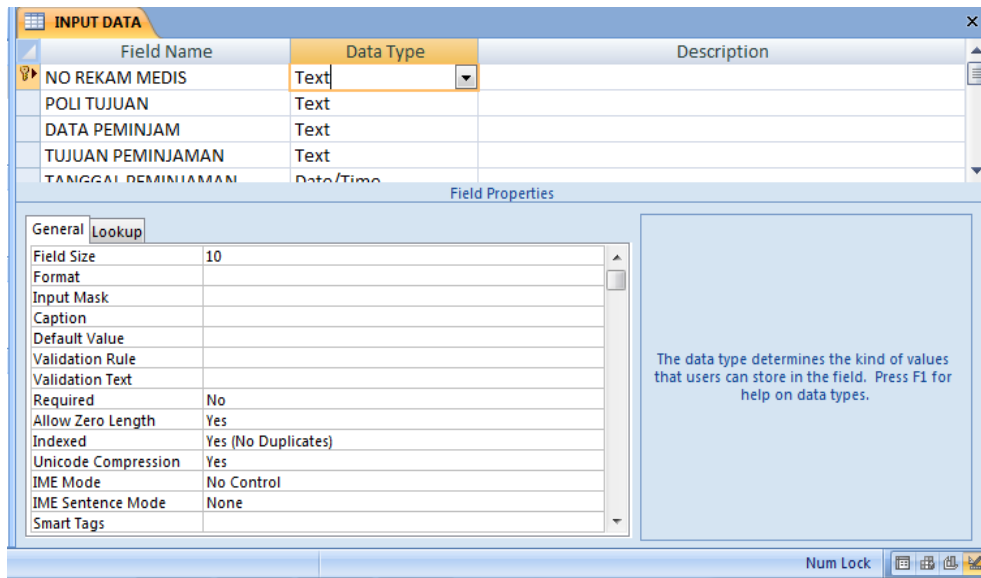 INPUT DATA
Field Name Data Type Description
NO REKAM MEDIS Text
POLI TUJUAN Text
DATA PEMINJAM Text
TUJUAN PEMINJAMAN Text
TANGGAL PEMINJAMAN Date/Time
Field Properties
General Lookup
Field Size 10
Format
Input Mask
Caption
Default Value
Validation Rule
Validation Text
Required No
Allow Zero Length Yes
Indexed Yes (No Duplicates)
Unicode Compression Yes
IME Mode No Control
IME Sentence Mode None
Smart Tags
The data type determines the kind of values
that users can store in the field. Press F1 for
help on data types.
Num Lock